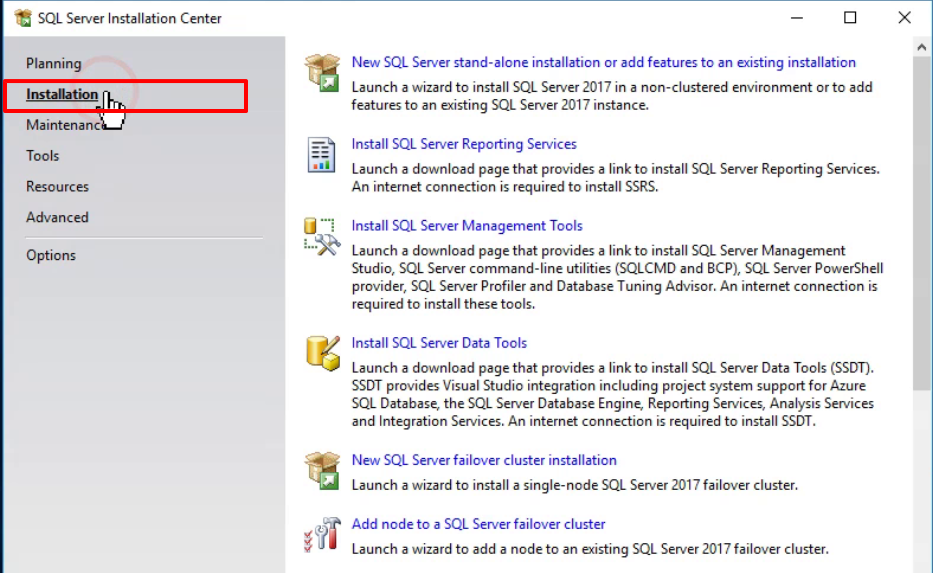 SQL Server Installation Center
Planning
Installation
Maintenance
Tools
Resources
Advanced
Options
New SQL Server stand-alone installation or add features to an existing installation
Launch a wizard to install SQL Server 2017 in a non-clustered environment or to add
features to an existing SQL Server 2017 instance.
Install SQL Server Reporting Services
Launch a download page that provides a link to install SQL Server Reporting Services.
An internet connection is required to install SSRS.
Install SQL Server Management Tools
Launch a download page that provides a link to install SQL Server Management
Studio, SQL Server command-line utilities (SQLCMD and BCP), SQL Server PowerShell
provider, SQL Server Profiler and Database Tuning Advisor. An internet connection is
required to install these tools.
Install SQL Server Data Tools
Launch a download page that provides a link to install SQL Server Data Tools (SSDT).
SSDT provides Visual Studio integration including project system support for Azure
SQL Database, the SQL Server Database Engine, Reporting Services, Analysis Services
and Integration Services. An internet connection is required to install SSDT.
New SQL Server failover cluster installation
Launch a wizard to install a single-node SQL Server 2017 failover cluster.
Add node to a SQL Server failover cluster
Launch a wizard to add a node to an existing SQL Server 2017 failover cluster.